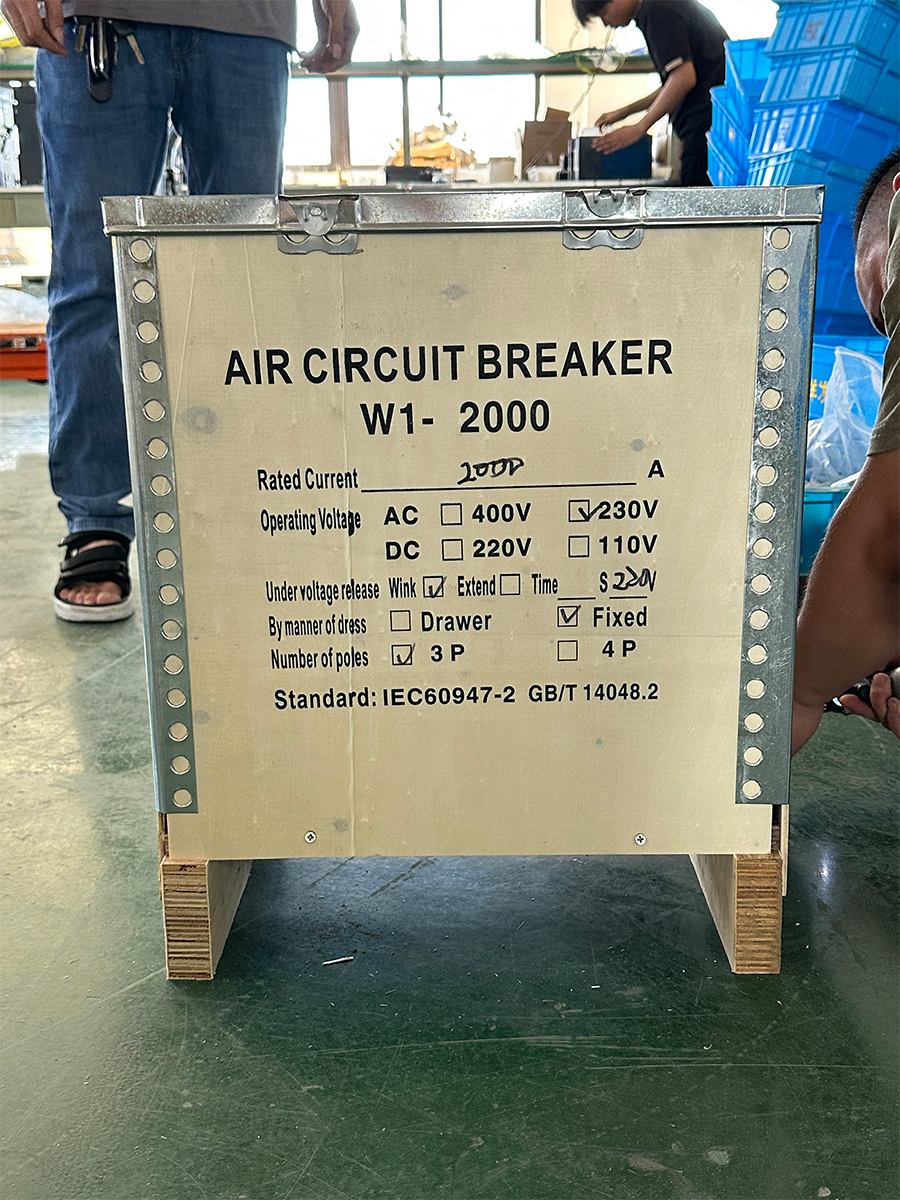 AIR CIRCUIT BREAKER
W1- 2000
Rated Current 2000 A
Operating Voltage AC 400V 230V
DC 220V 110V
Under voltage release Wink Extend Time S 220V
By manner of dress Drawer Fixed
Number of poles 3P 4P
Standard: IEC60947-2 GB/T 14048.2